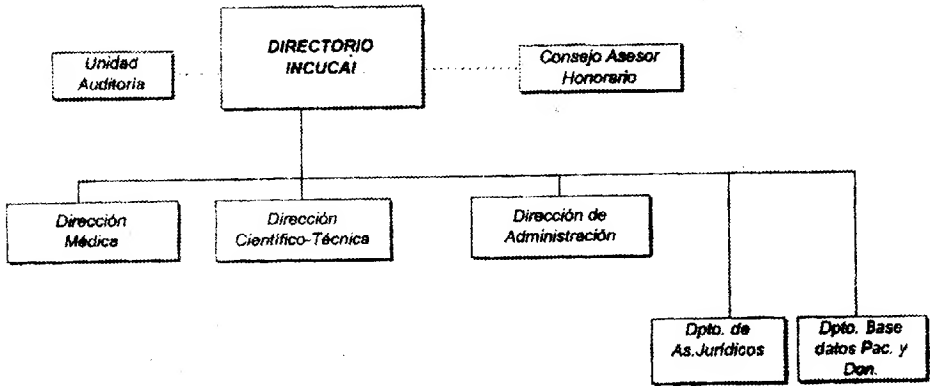 DIRECTORIO
INCUCAI
Unidad
Auditoria
Consejo Asesor
Honorario
Dirección
Médica
Dirección
Científico-Técnica
Dirección de
Administración
Dpto. de
As.Jurídicos
Dpto. Base
datos Pac. y
Don.